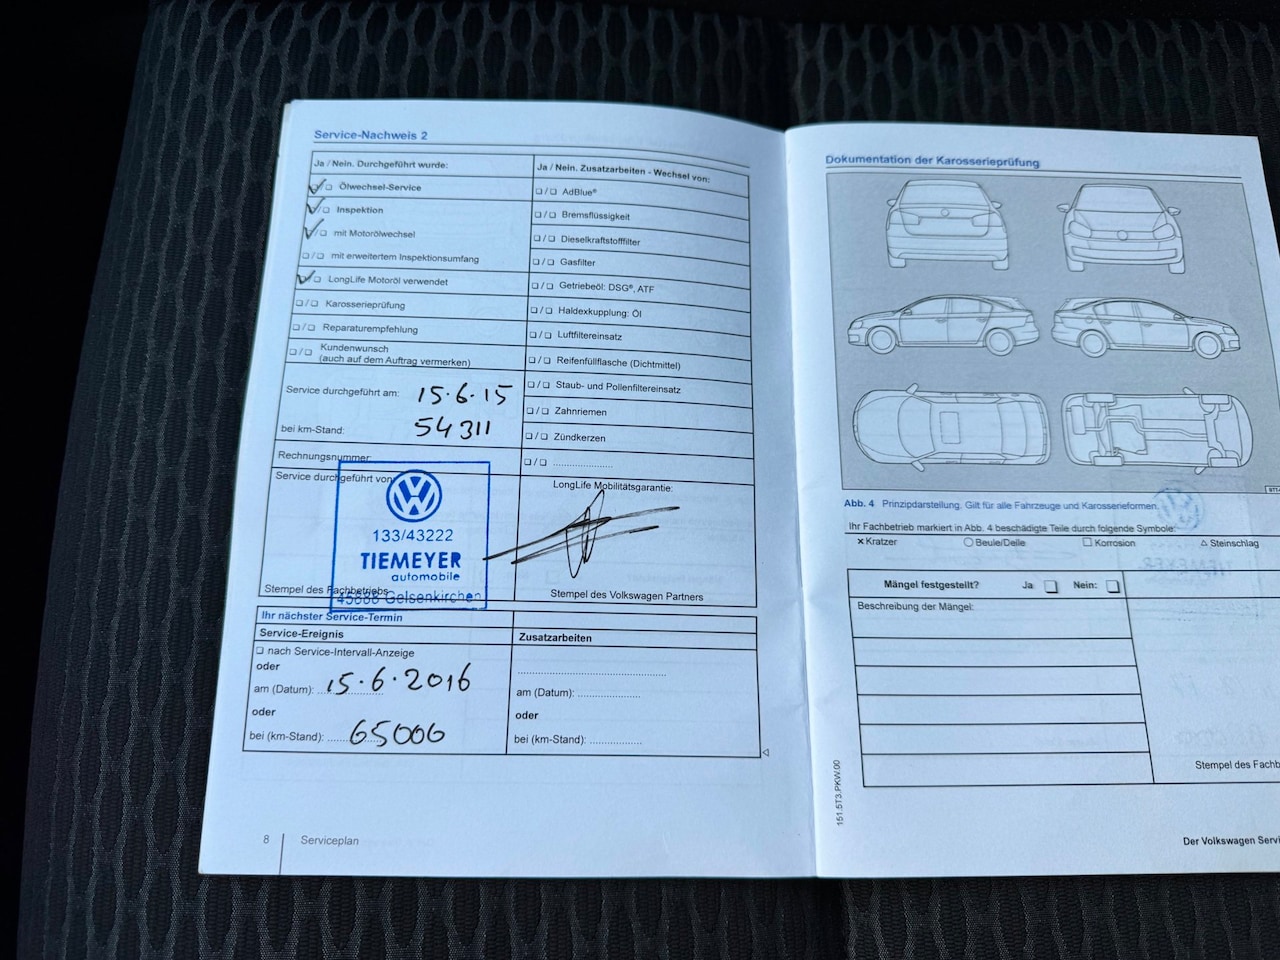 Service-Nachweis 2
Ja / Nein. Durchgeführt wurde:
Ölwechsel-Service
Inspektion
mit Motorölwechsel
mit erweitertem Inspektionsumfang
LongLife Motoröl verwendet
Karosserieprüfung
Reparaturempfehlung
Kundenwunsch
(auch auf dem Auftrag vermerken)
Service durchgeführt am: 15.6.15
bei km-Stand: 54311
Rechnungsnummer
Service durchgeführt von
133/43222
TIEMEYER
automobile
45888 Gelsenkirchen
Stempel des Fachbetriebs
Ja / Nein. Zusatzarbeiten - Wechsel von:
AdBlue®
Bremsflüssigkeit
Dieselkraftstofffilter
Gasfilter
Getriebeöl: DSG®, ATF
Haldexkupplung: Öl
Luftfiltereinsatz
Reifenfüllflasche (Dichtmittel)
Staub- und Pollenfiltereinsatz
Zahnriemen
Zündkerzen
LongLife Mobilitätsgarantie:
Stempel des Volkswagen Partners
Ihr nächster Service-Termin
Service-Ereignis
nach Service-Intervall-Anzeige
oder
am (Datum): 15.6.2016
oder
bei (km-Stand): 65000
Zusatzarbeiten
am (Datum):
oder
bei (km-Stand):
8 Serviceplan
Dokumentation der Karosserieprüfung
Abb. 4 Prinzipdarstellung. Gilt für alle Fahrzeuge und Karosserieformen.
Ihr Fachbetrieb markiert in Abb. 4 beschädigte Teile durch folgende Symbole:
× Kratzer ○ Beule/Delle □ Korrosion △ Steinschlag
Mängel festgestellt? Ja Nein:
Beschreibung der Mängel:
Stempel des Fachb
151.5T3.PKW.00
Der Volkswagen Servi